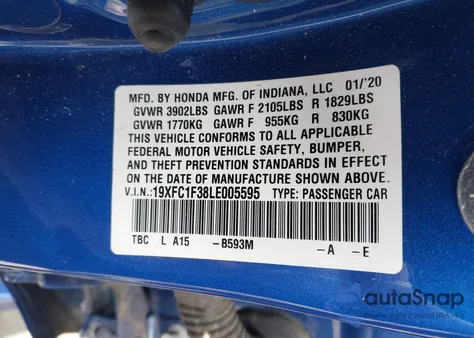 MFD. BY HONDA MFG. OF INDIANA, LLC 01/'20
GVWR 3902LBS GAWR F 2105LBS R 1829LBS
GVWR 1770KG GAWR F 955KG R 830KG
THIS VEHICLE CONFORMS TO ALL APPLICABLE
FEDERAL MOTOR VEHICLE SAFETY, BUMPER,
AND THEFT PREVENTION STANDARDS IN EFFECT
ON THE DATE OF MANUFACTURE SHOWN ABOVE.
V.I.N.: 19XFC1F38LE005595 TYPE: PASSENGER CAR
TBC L A15 -B593M -A -E
autoSnap